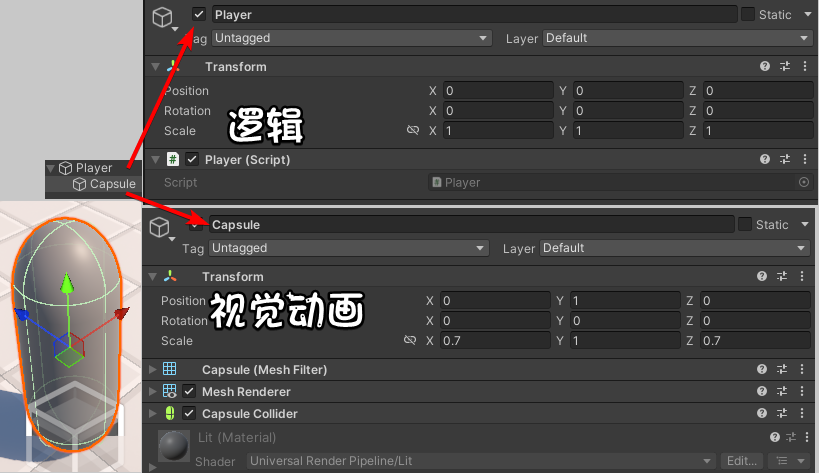 Player
Static
Tag Untagged
Layer Default
Transform
Position X 0 Y 0 Z 0
Rotation X 0 Y 0 Z 0
Scale X 1 Y 1 Z 1
逻辑
Player (Script)
Script Player
Player
Capsule
Capsule
Static
Tag Untagged
Layer Default
Transform
Position X 0 Y 1 Z 0
Rotation X 0 Y 0 Z 0
Scale X 0.7 Y 1 Z 0.7
视觉动画
Capsule (Mesh Filter)
Mesh Renderer
Capsule Collider
Lit (Material)
Shader Universal Render Pipeline/Lit Edit...